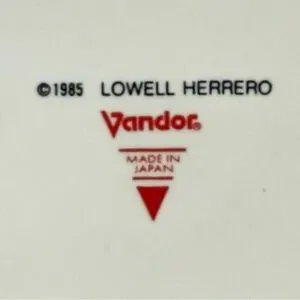 ©1985 LOWELL HERRERO
Vandor®
MADE IN
JAPAN